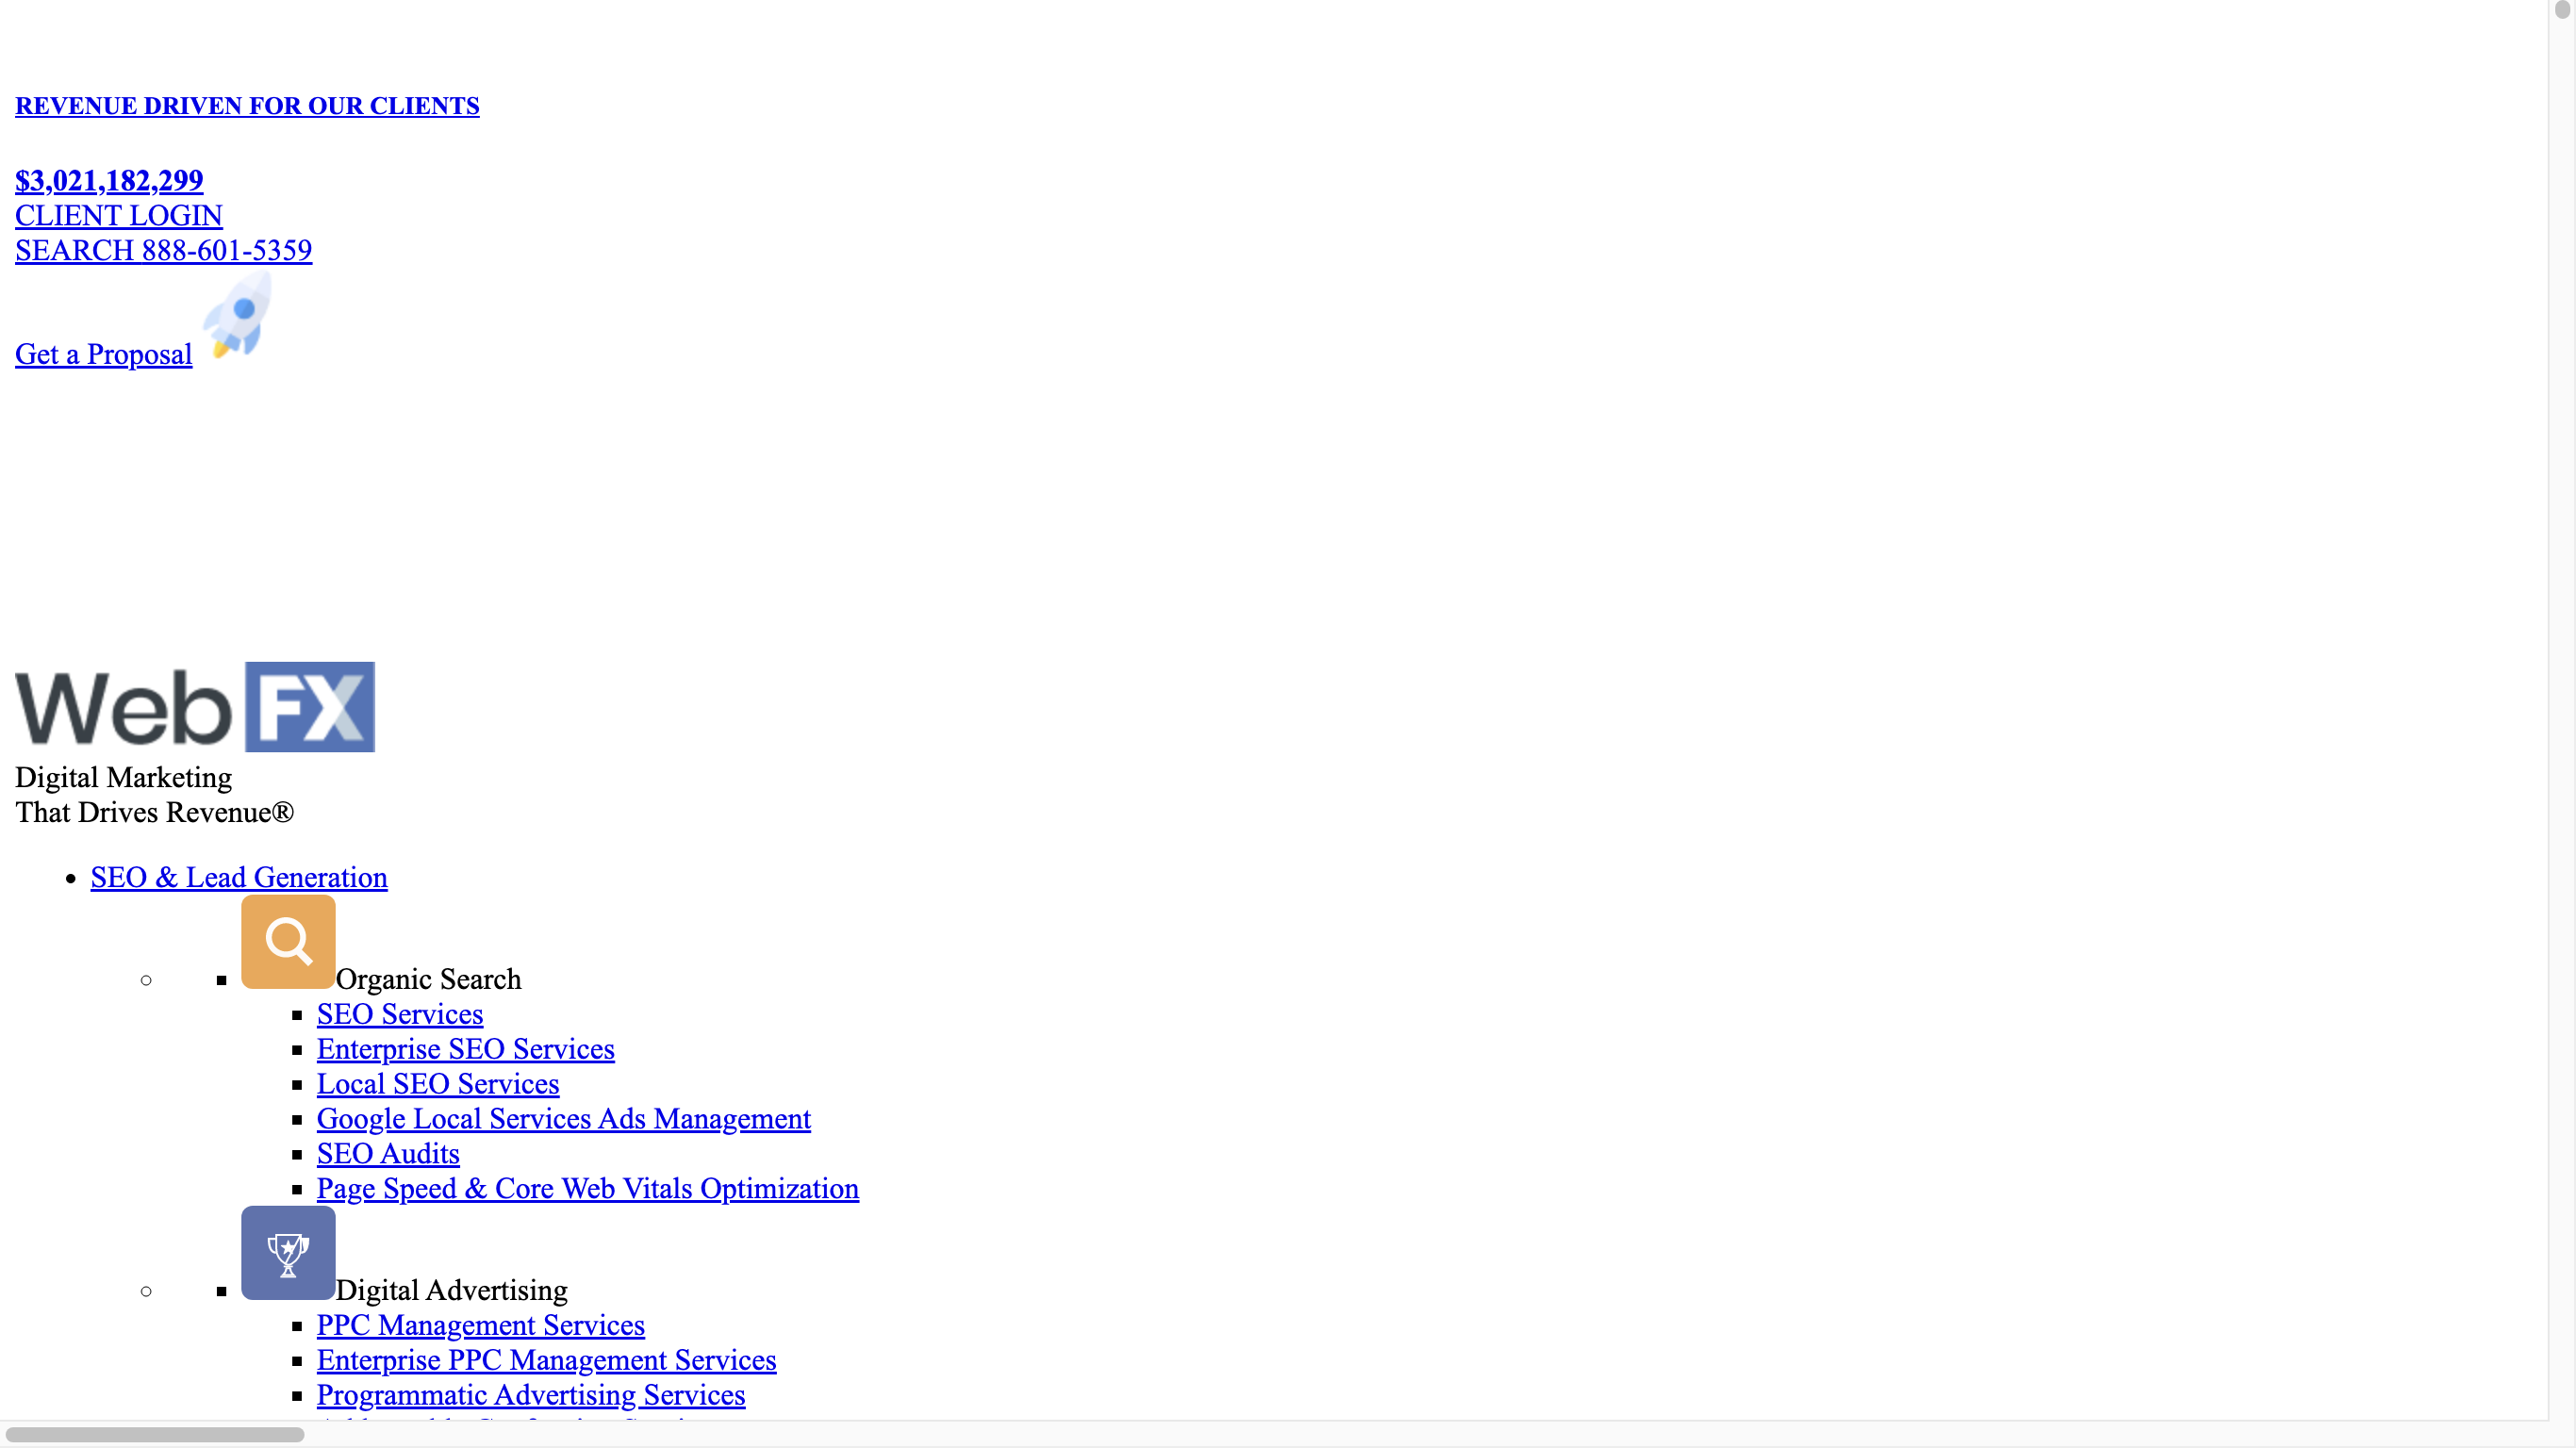 REVENUE DRIVEN FOR OUR CLIENTS
$3,021,182,299
CLIENT LOGIN
SEARCH 888-601-5359
Get a Proposal
Web FX
Digital Marketing
That Drives Revenue®
SEO & Lead Generation
Organic Search
SEO Services
Enterprise SEO Services
Local SEO Services
Google Local Services Ads Management
SEO Audits
Page Speed & Core Web Vitals Optimization
Digital Advertising
PPC Management Services
Enterprise PPC Management Services
Programmatic Advertising Services